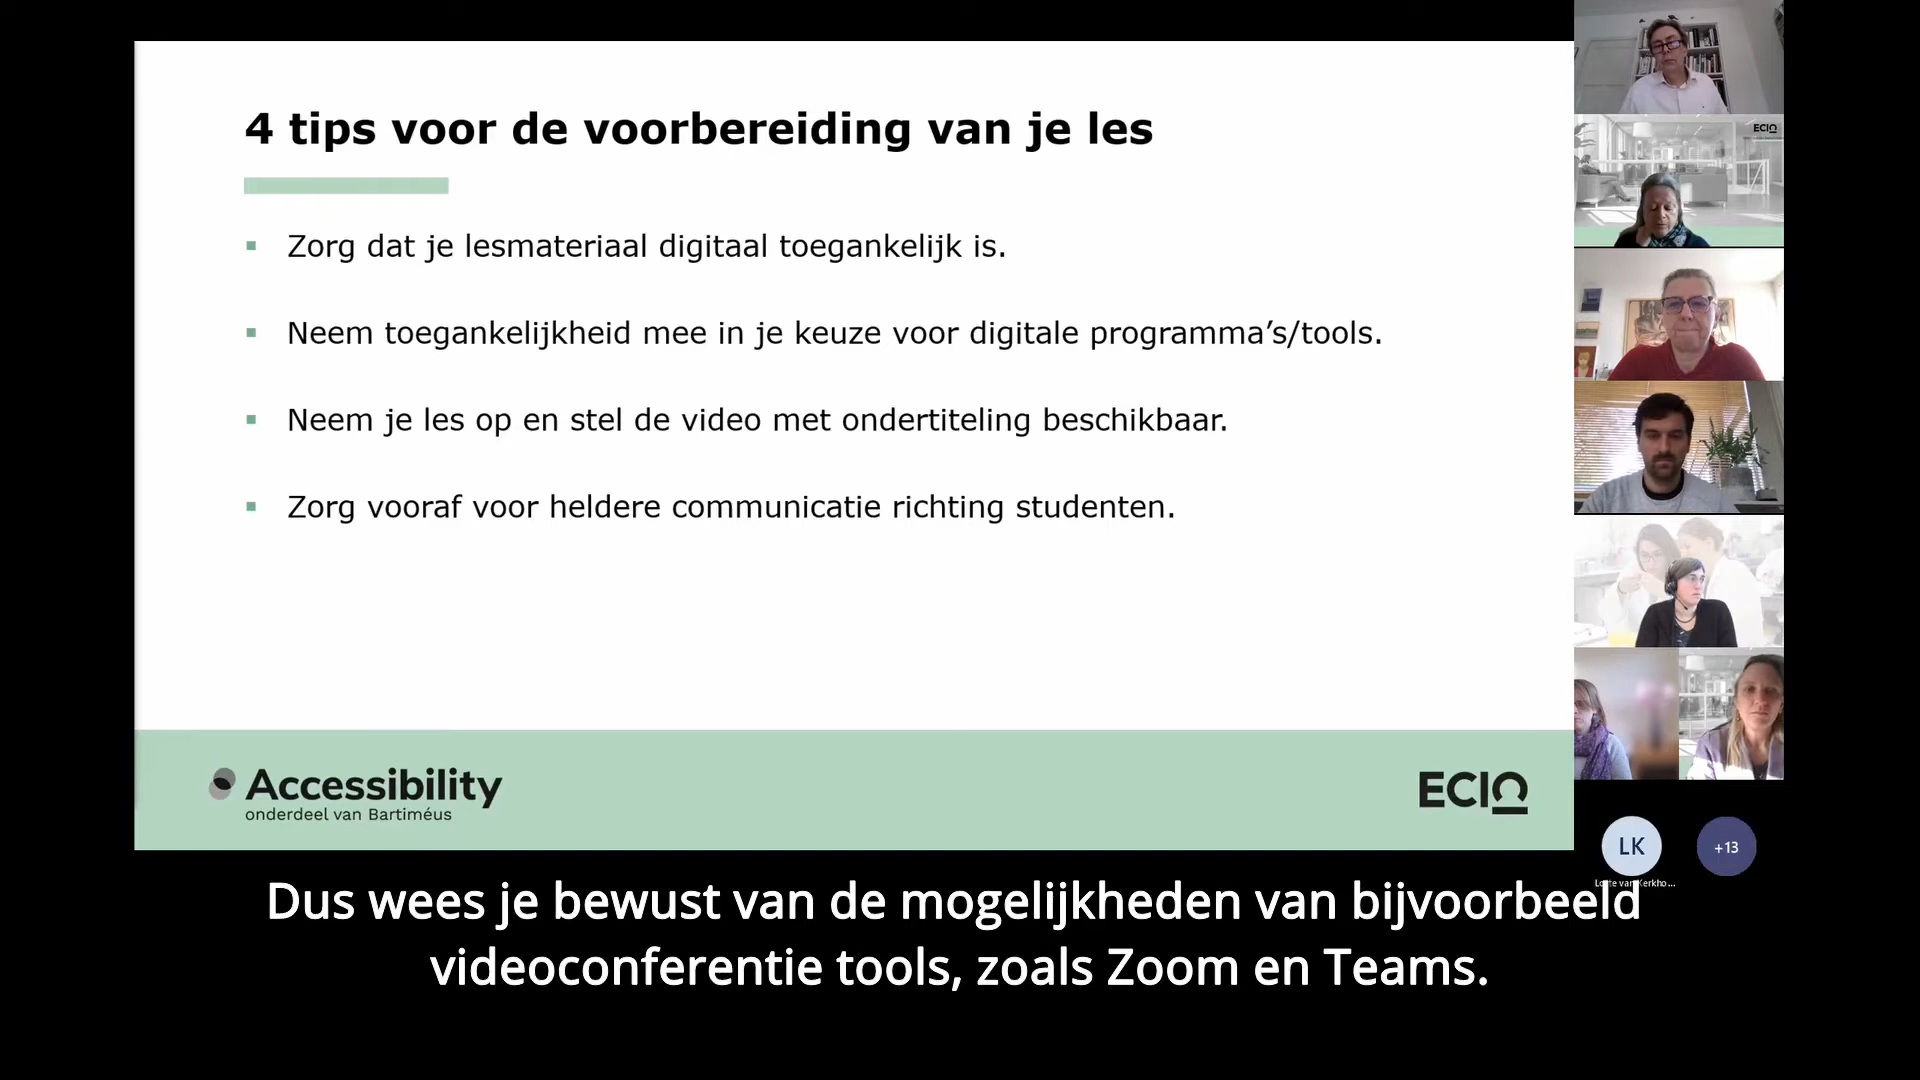 4 tips voor de voorbereiding van je les
Zorg dat je lesmateriaal digitaal toegankelijk is.
Neem toegankelijkheid mee in je keuze voor digitale programma’s/tools.
Neem je les op en stel de video met ondertiteling beschikbaar.
Zorg vooraf voor heldere communicatie richting studenten.
Accessibility
onderdeel van Bartiméus
ECIO
ECIO
LK
+13
Dus wees je bewust van de mogelijkheden van bijvoorbeeld
videoconferentie tools, zoals Zoom en Teams.